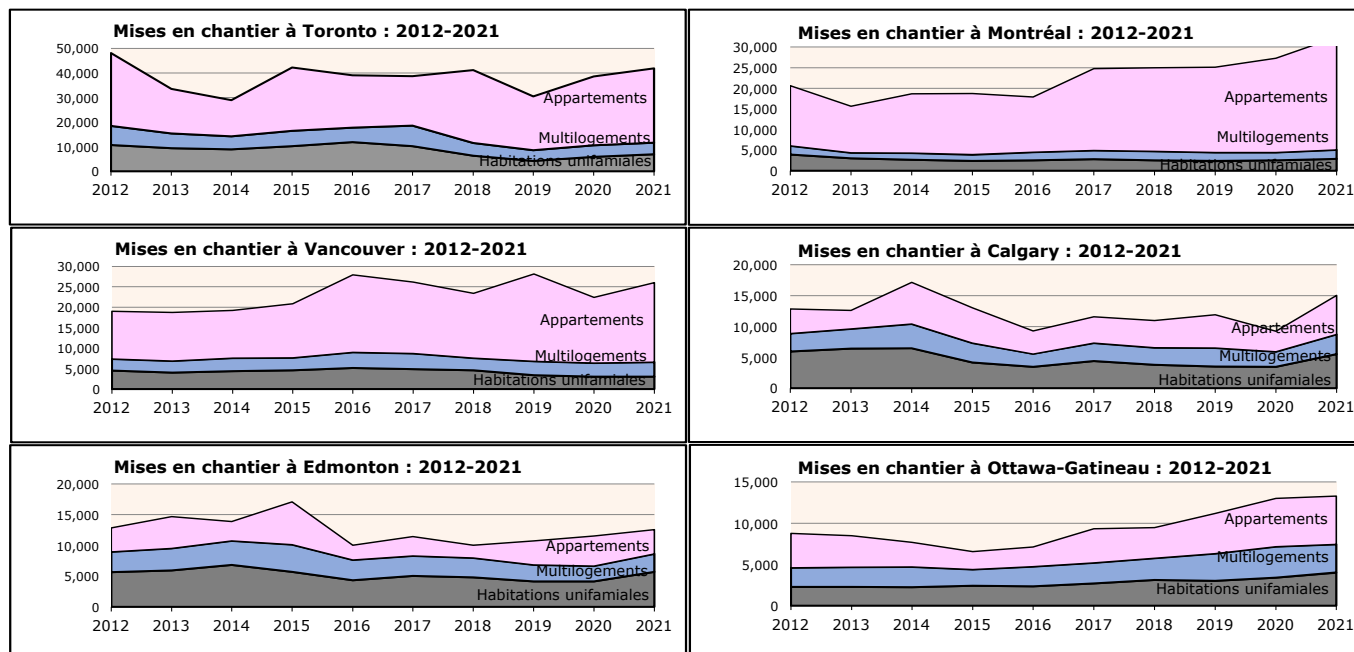 Mises en chantier à Toronto : 2012-2021
50,000
40,000
30,000
20,000
10,000
0
Appartements
Multilogements
Habitations unifamiales
2012 2013 2014 2015 2016 2017 2018 2019 2020 2021
Mises en chantier à Montréal : 2012-2021
30,000
25,000
20,000
15,000
10,000
5,000
0
Appartements
Multilogements
Habitations unifamiales
2012 2013 2014 2015 2016 2017 2018 2019 2020 2021
Mises en chantier à Vancouver : 2012-2021
30,000
25,000
20,000
15,000
10,000
5,000
0
Appartements
Multilogements
Habitations unifamiales
2012 2013 2014 2015 2016 2017 2018 2019 2020 2021
Mises en chantier à Calgary : 2012-2021
20,000
15,000
10,000
5,000
0
Appartements
Multilogements
Habitations unifamiales
2012 2013 2014 2015 2016 2017 2018 2019 2020 2021
Mises en chantier à Edmonton : 2012-2021
20,000
15,000
10,000
5,000
0
Appartements
Multilogements
Habitations unifamiales
2012 2013 2014 2015 2016 2017 2018 2019 2020 2021
Mises en chantier à Ottawa-Gatineau : 2012-2021
15,000
10,000
5,000
0
Appartements
Multilogements
Habitations unifamiales
2012 2013 2014 2015 2016 2017 2018 2019 2020 2021